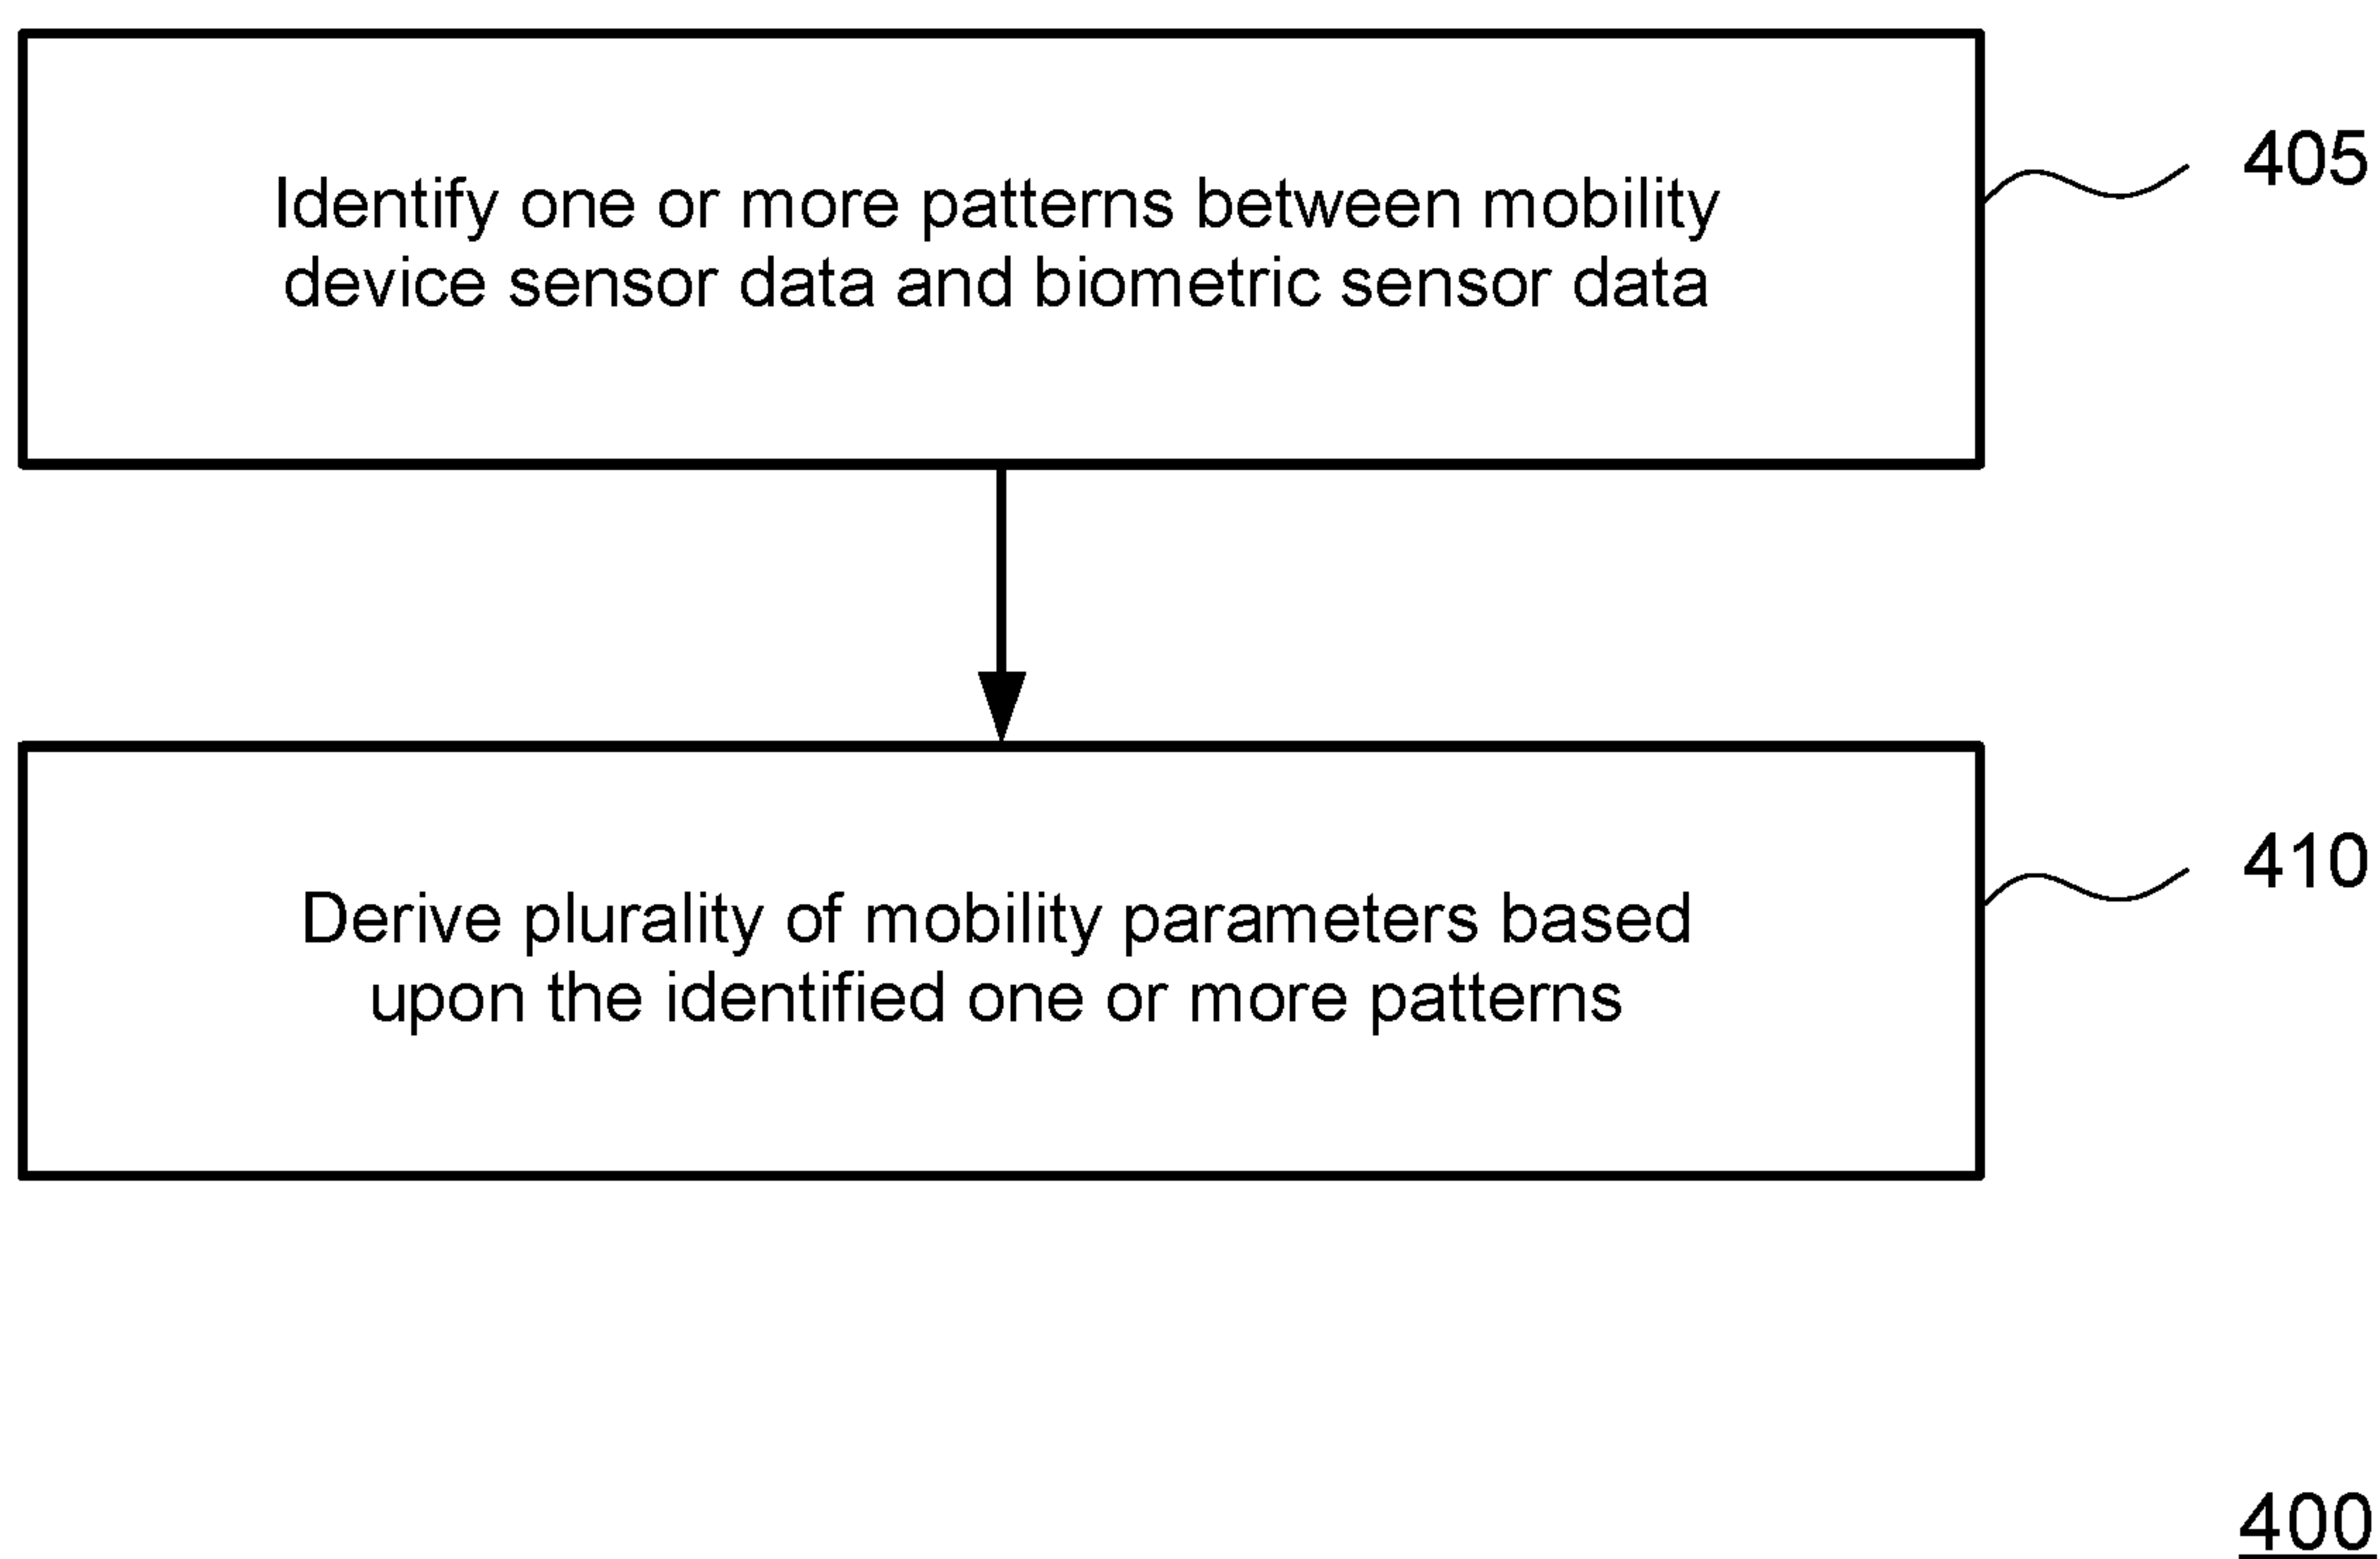 Identify one or more patterns between mobility
device sensor data and biometric sensor data
405
Derive plurality of mobility parameters based
upon the identified one or more patterns
410
400